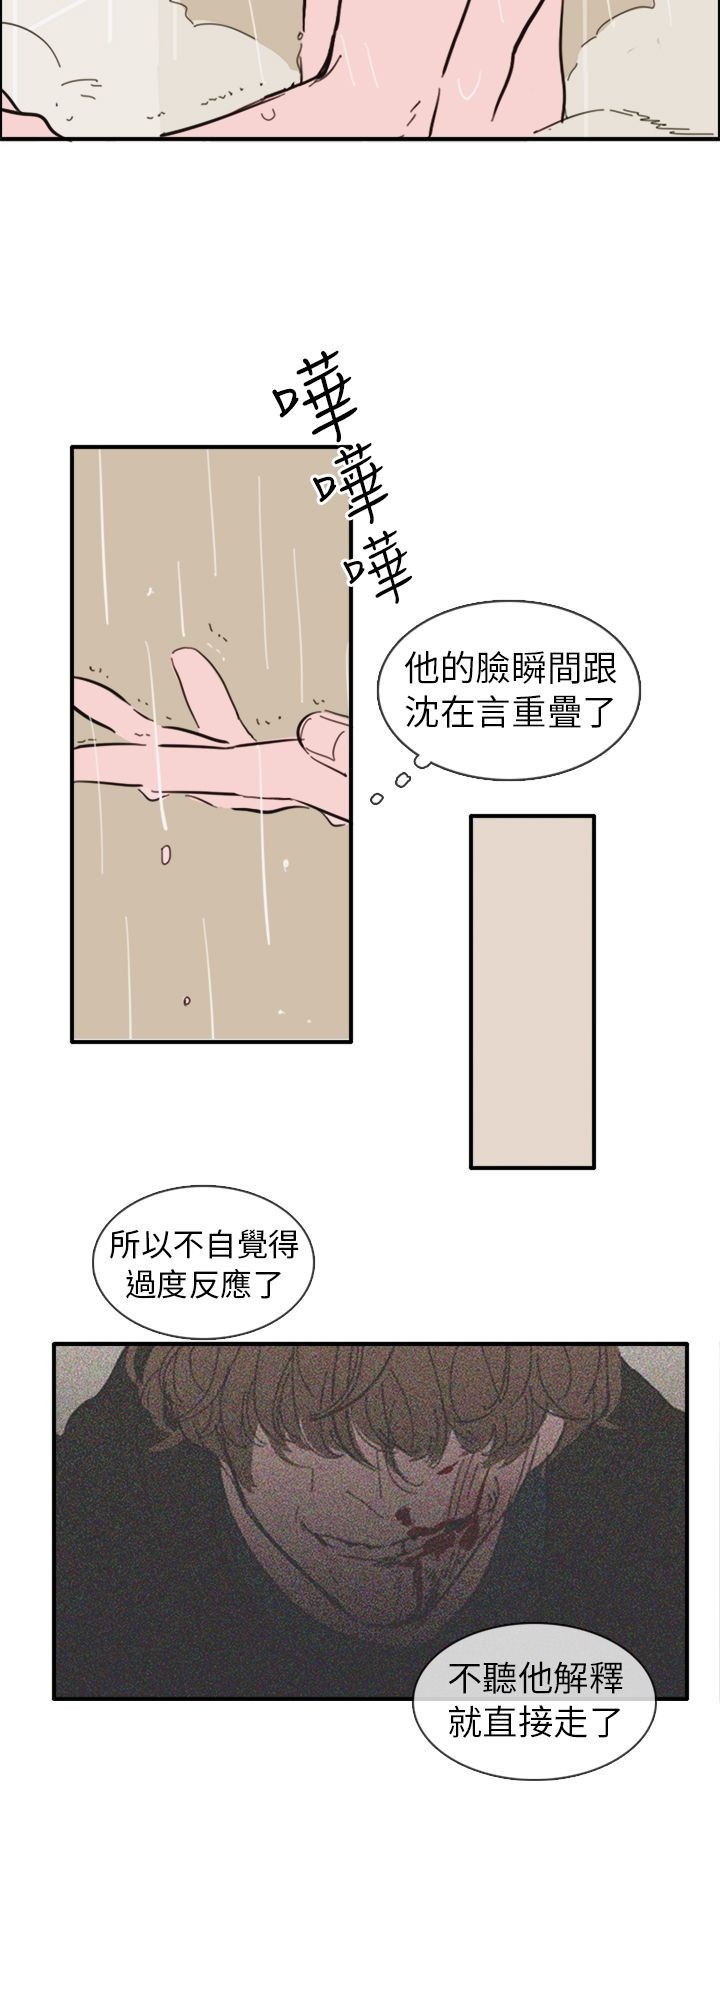 嘩
嘩
嘩
他的臉瞬間跟
沈在言重疊了
所以不自覺得
過度反應了
不聽他解釋
就直接走了